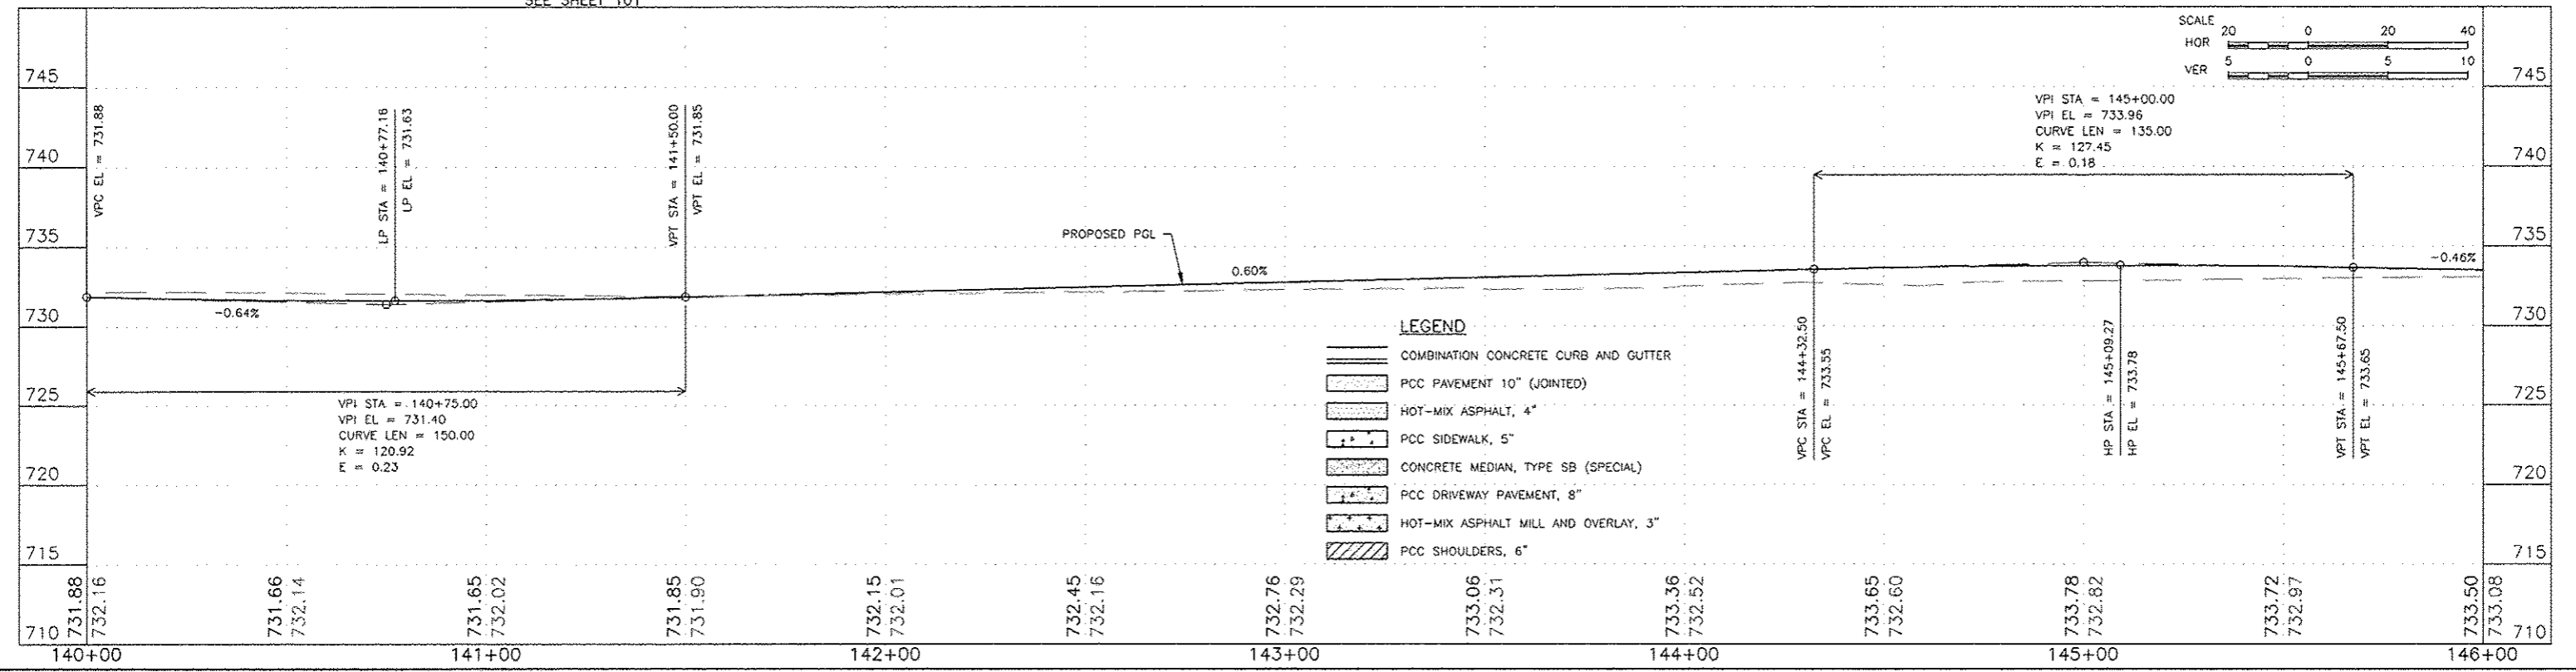 SEE SHEET 101
SCALE
HOR 20 0 20 40
VER 5 0 5 10
745 745
740 740
735 735
730 730
725 725
720 720
715 715
710 710
VPC EL = 731.88
LP STA = 140+77.16
LP EL = 731.63
VPT STA = 141+50.00
VPT EL = 731.85
VPI STA = 145+00.00
VPI EL = 733.96
CURVE LEN = 135.00
K = 127.45
E = 0.18
PROPOSED PGL
-0.64%
0.60%
-0.46%
VPI STA = 140+75.00
VPI EL = 731.40
CURVE LEN = 150.00
K = 120.92
E = 0.23
LEGEND
COMBINATION CONCRETE CURB AND GUTTER
PCC PAVEMENT 10" (JOINTED)
HOT-MIX ASPHALT, 4"
PCC SIDEWALK, 5"
CONCRETE MEDIAN, TYPE SB (SPECIAL)
PCC DRIVEWAY PAVEMENT, 8"
HOT-MIX ASPHALT MILL AND OVERLAY, 3"
PCC SHOULDERS, 6"
VPC STA = 144+32.50
VPC EL = 733.55
HP STA = 145+09.27
HP EL = 733.78
VPT STA = 145+67.50
VPT EL = 733.65
731.88
732.16
731.66
732.14
731.65
732.02
731.85
731.90
732.15
732.01
732.45
732.16
732.76
732.29
733.06
732.31
733.36
732.52
733.65
732.60
733.78
732.82
733.72
732.97
733.50
733.08
140+00 141+00 142+00 143+00 144+00 145+00 146+00